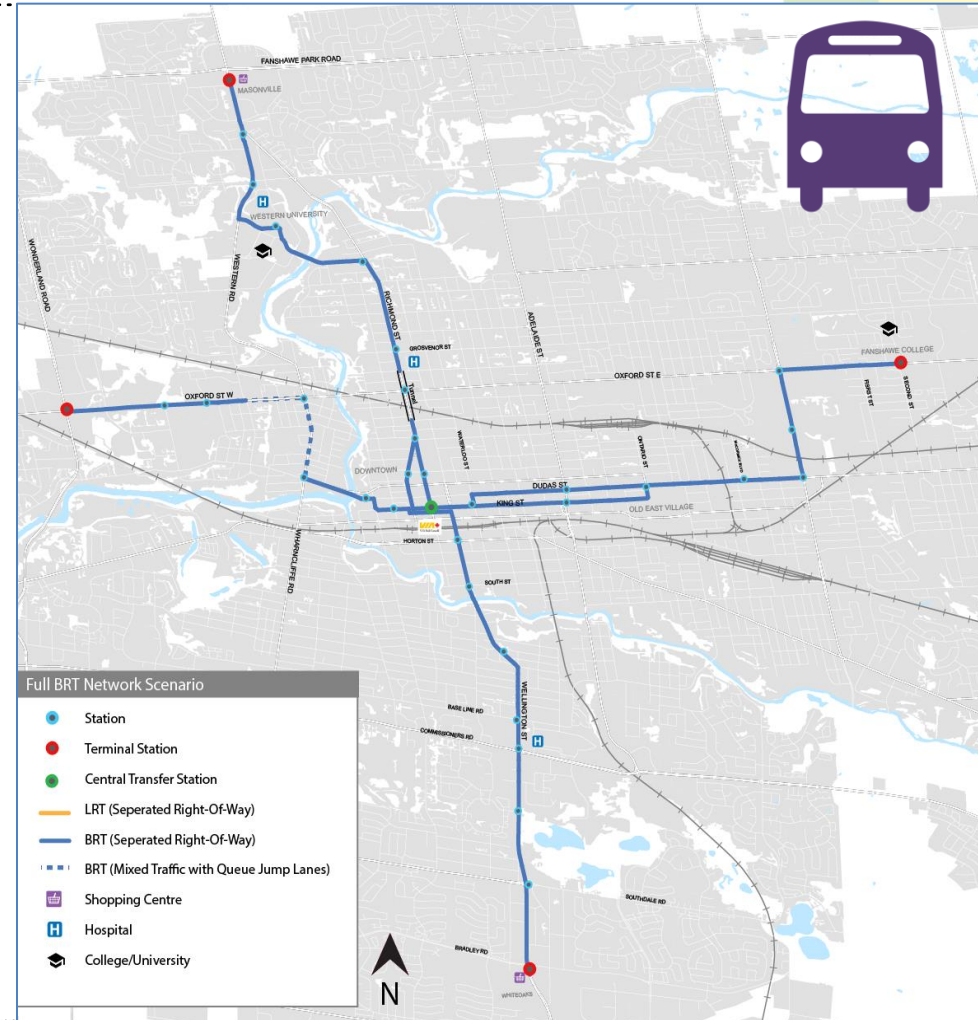 FANSHAWE PARK ROAD
MASONVILLE
H
WESTERN UNIVERSITY
WONDERLAND ROAD
WESTERN RD
RICHMOND ST
ADELAIDE ST
GROSVENOR ST
H
FANSHAWE COLLEGE
OXFORD ST E
SECOND ST
Tunnel
OXFORD ST W
WATERLOO ST
ONTARIO ST
DOWNTOWN
DUDAS ST
KING ST
OLD EAST VILLAGE
HORTON ST
WHARNCLIFFE RD
SOUTH ST
WELLINGTON ST
BASE LINE RD
COMMISSIONERS RD
H
SOUTHDALE RD
BRADLEY RD
WHITEOAKS
N
Full BRT Network Scenario
Station
Terminal Station
Central Transfer Station
LRT (Seperated Right-Of-Way)
BRT (Seperated Right-Of-Way)
BRT (Mixed Traffic with Queue Jump Lanes)
Shopping Centre
H Hospital
College/University